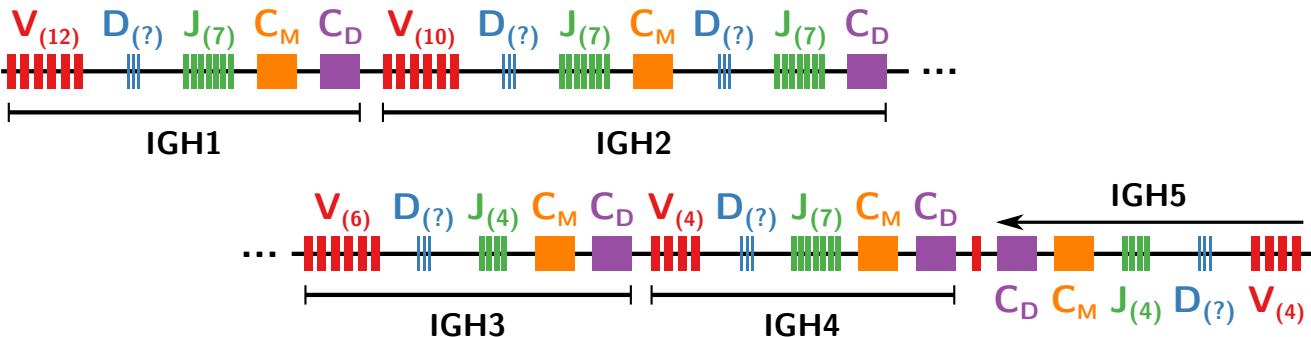 V(12) D(?) J(7) CM CD V(10) D(?) J(7) CM D(?) J(7) CD
...
IGH1 IGH2
IGH5
V(6) D(?) J(4) CM CD V(4) D(?) J(7) CM CD
...
CD CM J(4) D(?) V(4)
IGH3 IGH4